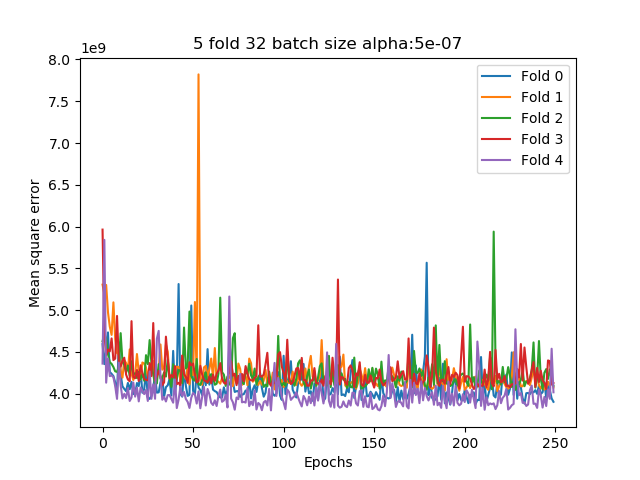 5 fold 32 batch size alpha:5e-07
1e9
8.0
7.5
7.0
6.5
6.0
5.5
5.0
4.5
4.0
Mean square error
Fold 0
Fold 1
Fold 2
Fold 3
Fold 4
0 50 100 150 200 250
Epochs